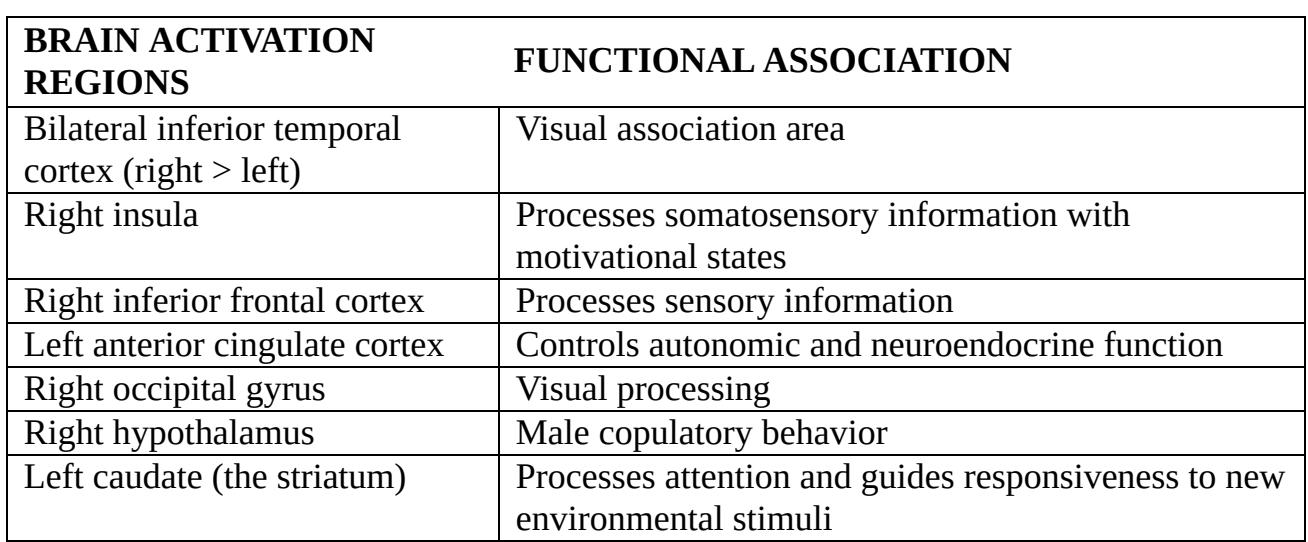 BRAIN ACTIVATION
REGIONS
FUNCTIONAL ASSOCIATION
Bilateral inferior temporal
cortex (right > left)
Visual association area
Right insula
Processes somatosensory information with
motivational states
Right inferior frontal cortex
Processes sensory information
Left anterior cingulate cortex
Controls autonomic and neuroendocrine function
Right occipital gyrus
Visual processing
Right hypothalamus
Male copulatory behavior
Left caudate (the striatum)
Processes attention and guides responsiveness to new
environmental stimuli